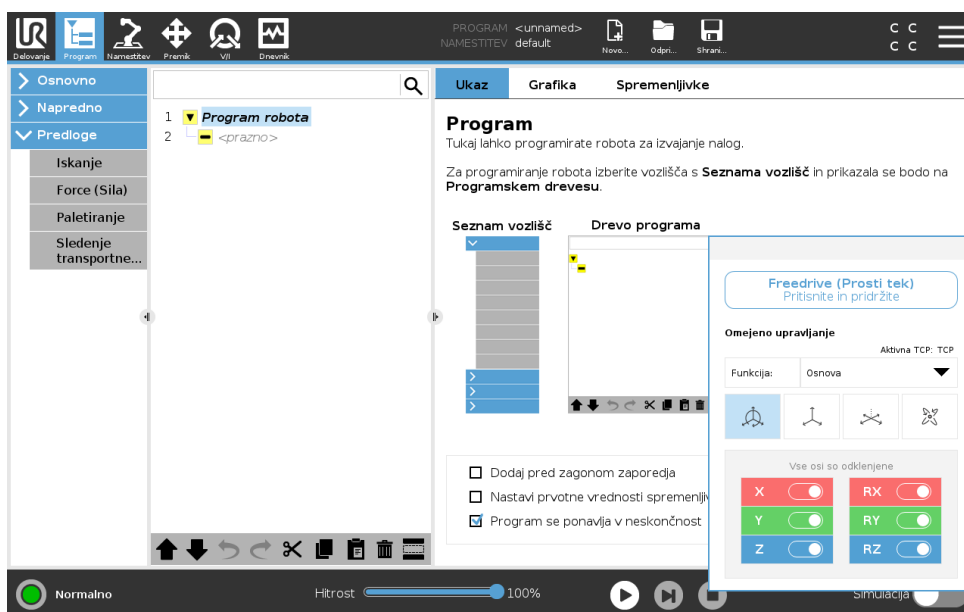 PROGRAM <unnamed>
NAMESTITEV default
Delovanje Program Namestitev Premik V/I Dnevnik Novo... Odpri... Shrani...
C C
C C
Osnovno
Napredno
Predloge
Iskanje
Force (Sila)
Paletiranje
Sledenje
transportne...
1 Program robota
2 <prazno>
Ukaz Grafika Spremenljivke
Program
Tukaj lahko programirate robota za izvajanje nalog.
Za programiranje robota izberite vozlišča s Seznama vozlišč in prikazala se bodo na
Programskem drevesu.
Seznam vozlišč Drevo programa
Dodaj pred zagonom zaporedja
Nastavi prvotne vrednosti
Program se ponavlja v neskončnost
Freedrive (Prosti tek)
Pritisnite in pridržite
Omejeno upravljanje
Aktivna TCP: TCP
Funkcija: Osnova
Vse osi so odklenjene
X RX
Y RY
Z RZ
Normalno Hitrost 100% Simulacija